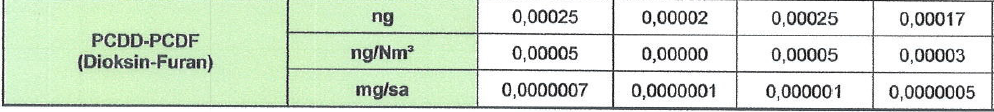 PCDD-PCDF
(Dioksin-Furan)
ng 0,00025 0,00002 0,00025 0,00017
ng/Nm³ 0,00005 0,00000 0,00005 0,00003
mg/sa 0,0000007 0,0000001 0,000001 0,0000005